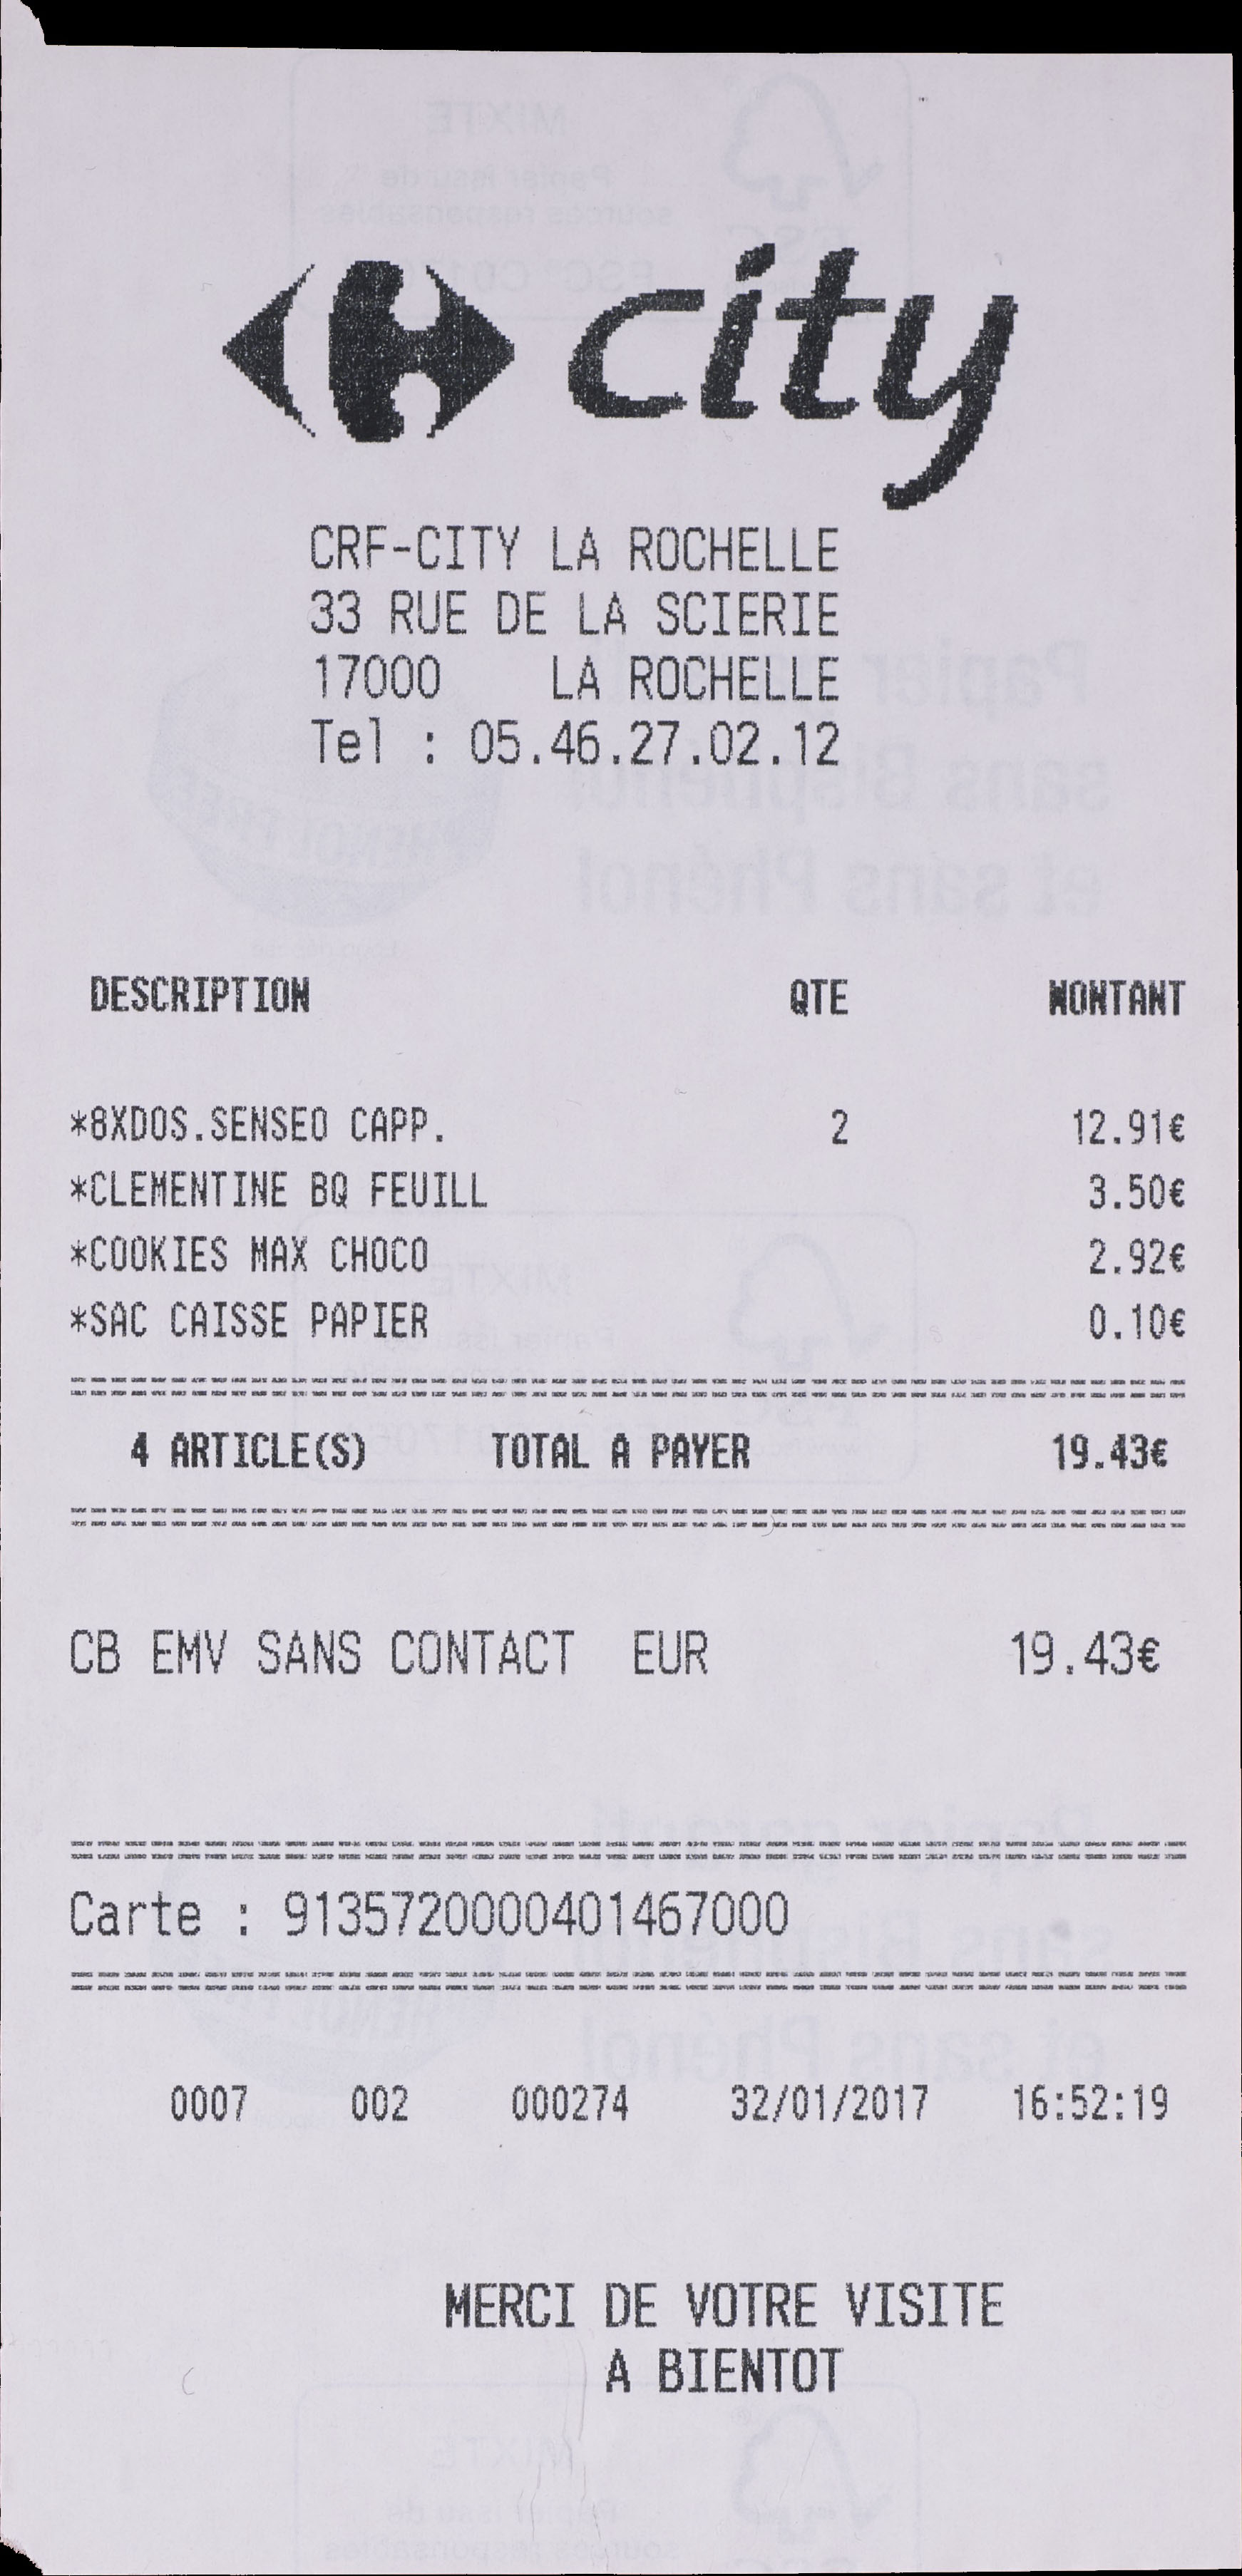 city
CRF-CITY LA ROCHELLE
33 RUE DE LA SCIERIE
17000 LA ROCHELLE
Tel : 05.46.27.02.12
DESCRIPTION QTE MONTANT
*8XDOS.SENSEO CAPP. 2 12.91€
*CLEMENTINE BQ FEUILL 3.50€
*COOKIES MAX CHOCO 2.92€
*SAC CAISSE PAPIER 0.10€
4 ARTICLE(S) TOTAL A PAYER 19.43€
CB EMV SANS CONTACT EUR 19.43€
Carte : 9135720000401467000
0007 002 000274 32/01/2017 16:52:19
MERCI DE VOTRE VISITE
A BIENTOT